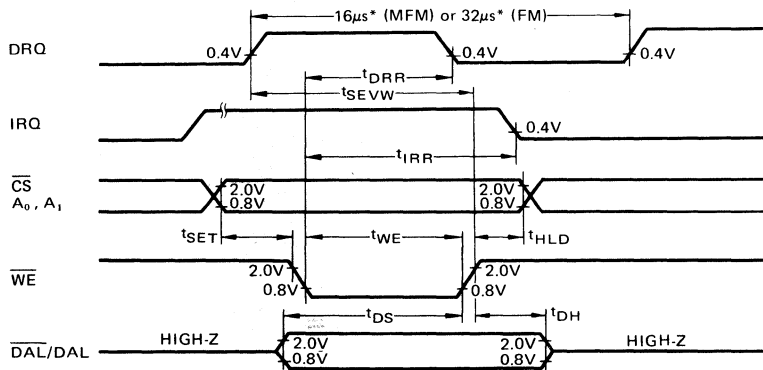 16µs* (MFM) or 32µs* (FM)
DRQ
0.4V
0.4V
0.4V
tDRR
tSEVW
IRQ
0.4V
tIRR
CS
A0, A1
2.0V
0.8V
2.0V
0.8V
tSET
tWE
tHLD
WE
2.0V
0.8V
2.0V
0.8V
tDS
tDH
DAL/DAL
HIGH-Z
2.0V
0.8V
2.0V
0.8V
HIGH-Z